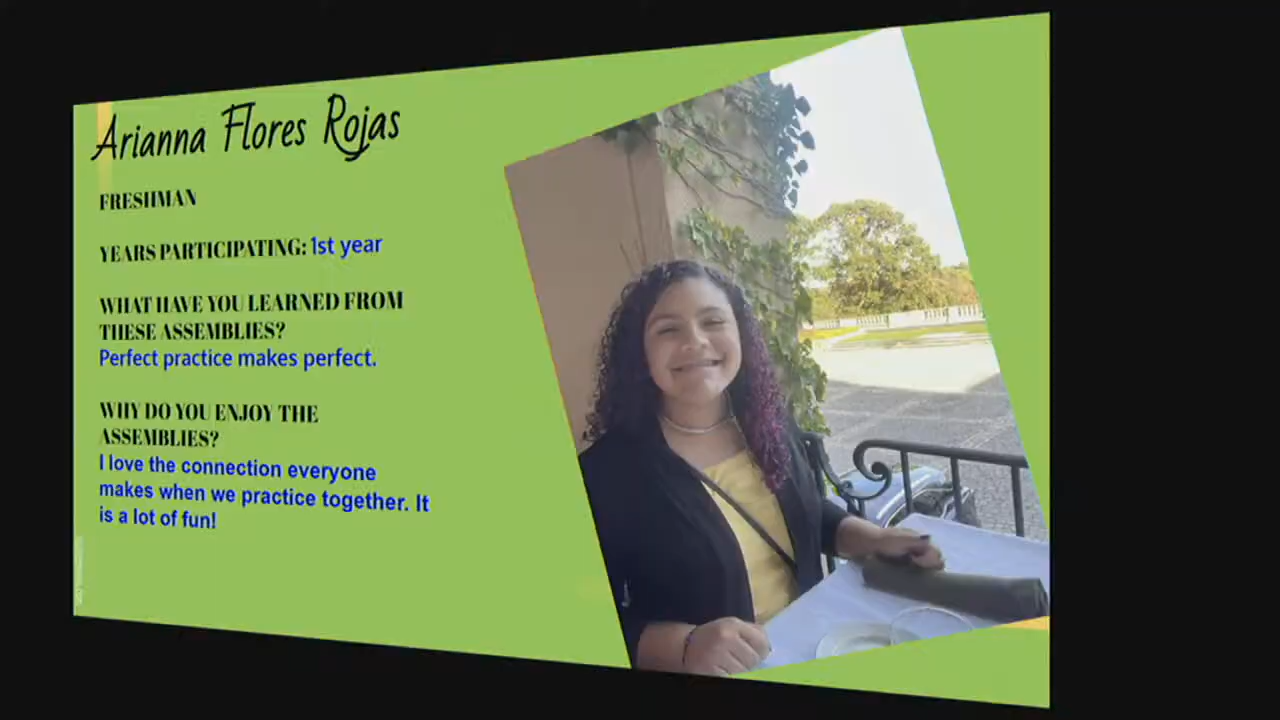 Arianna Flores Rojas
FRESHMAN
YEARS PARTICIPATING: 1st year
WHAT HAVE YOU LEARNED FROM
THESE ASSEMBLIES?
Perfect practice makes perfect.
WHY DO YOU ENJOY THE
ASSEMBLIES?
I love the connection everyone
makes when we practice together. It
is a lot of fun!